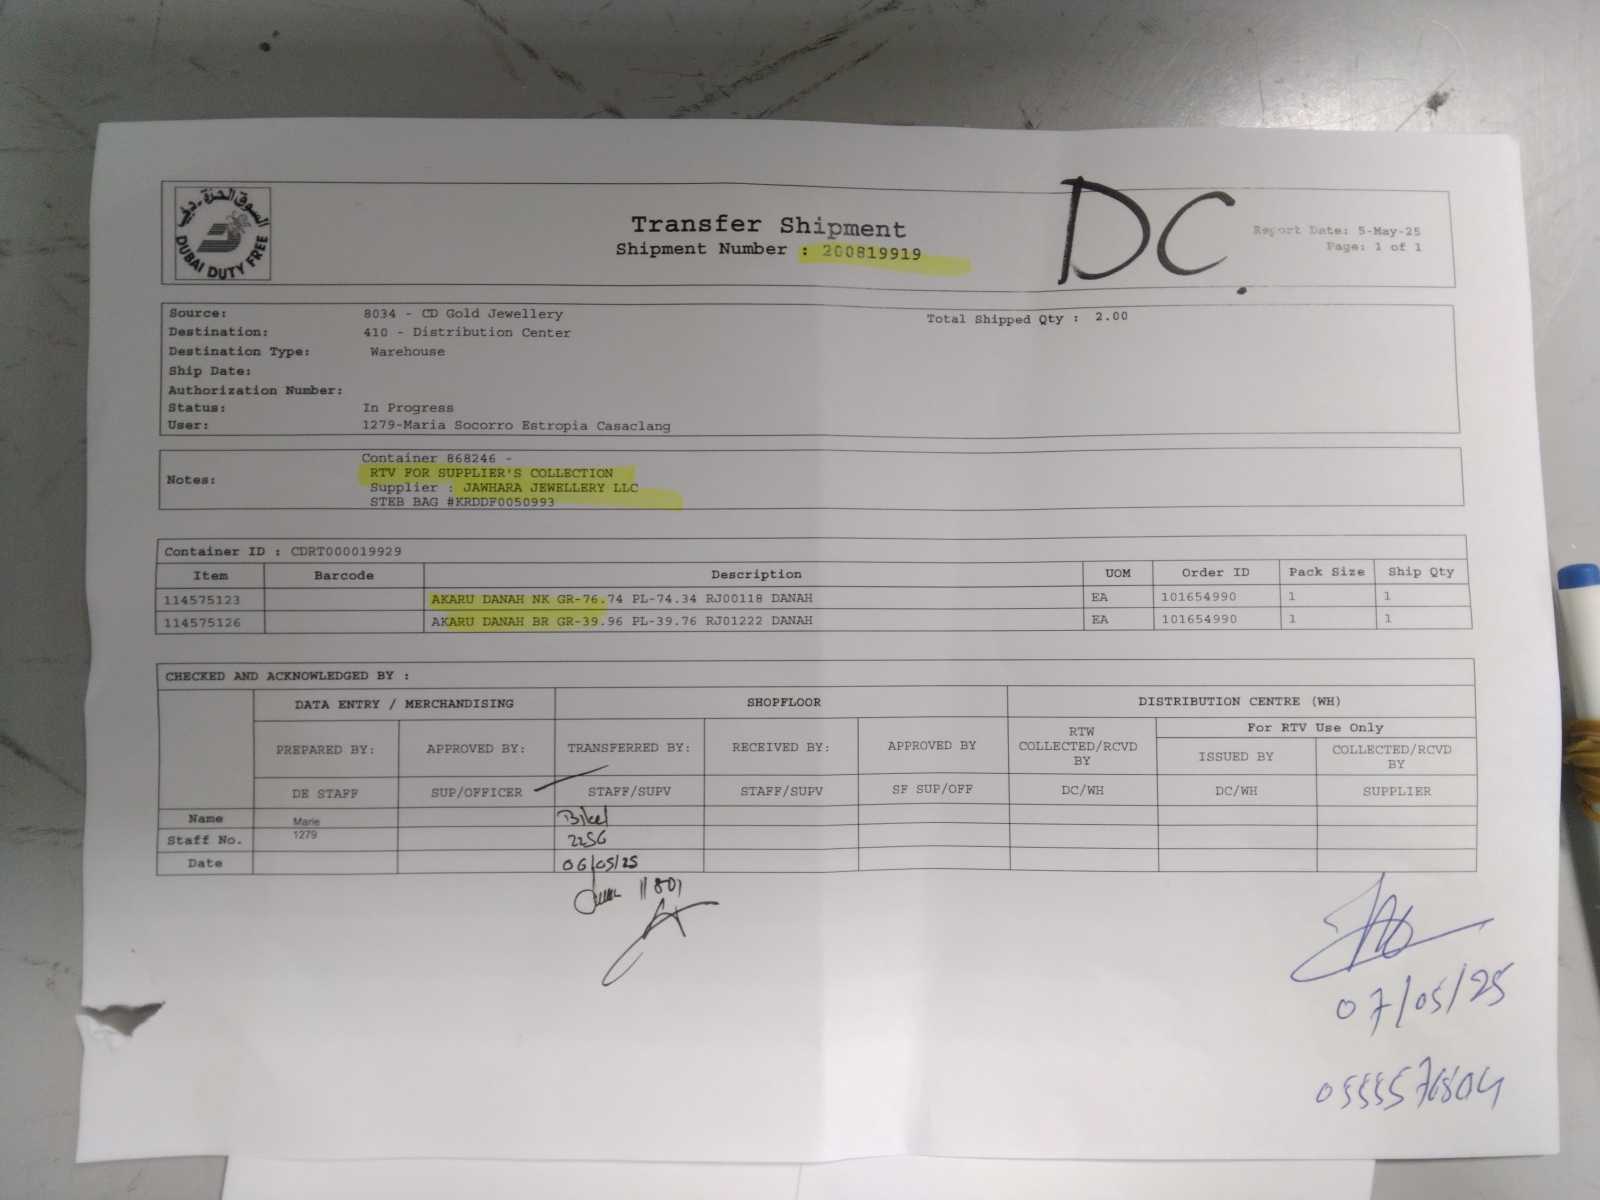 السوق الحرة - دبي
DUBAI DUTY FREE
Transfer Shipment
Shipment Number : 200819919
DC.
Report Date: 5-May-25
Page: 1 of 1
Source: 8034 - CD Gold Jewellery
Total Shipped Qty : 2.00
Destination: 410 - Distribution Center
Destination Type: Warehouse
Ship Date:
Authorization Number:
Status: In Progress
User: 1279-Maria Socorro Estropia Casaclang
Notes:
Container 868246 -
RTV FOR SUPPLIER'S COLLECTION
Supplier : JAWHARA JEWELLERY LLC
STEB BAG #KRDDF0050993
Container ID : CDRT000019929
Item Barcode Description UOM Order ID Pack Size Ship Qty
114575123 AKARU DANAH NK GR-76.74 PL-74.34 RJ00118 DANAH EA 101654990 1 1
114575126 AKARU DANAH BR GR-39.96 PL-39.76 RJ01222 DANAH EA 101654990 1 1
CHECKED AND ACKNOWLEDGED BY :
DATA ENTRY / MERCHANDISING SHOPFLOOR DISTRIBUTION CENTRE (WH)
PREPARED BY: APPROVED BY: TRANSFERRED BY: RECEIVED BY: APPROVED BY
RTW COLLECTED/RCVD BY
For RTV Use Only
ISSUED BY
COLLECTED/RCVD BY
DE STAFF SUP/OFFICER STAFF/SUPV STAFF/SUPV SF SUP/OFF DC/WH DC/WH SUPPLIER
Name Marie
Staff No. 1279 2256
Date 06/05/25
11801
07/05/25
0555576804